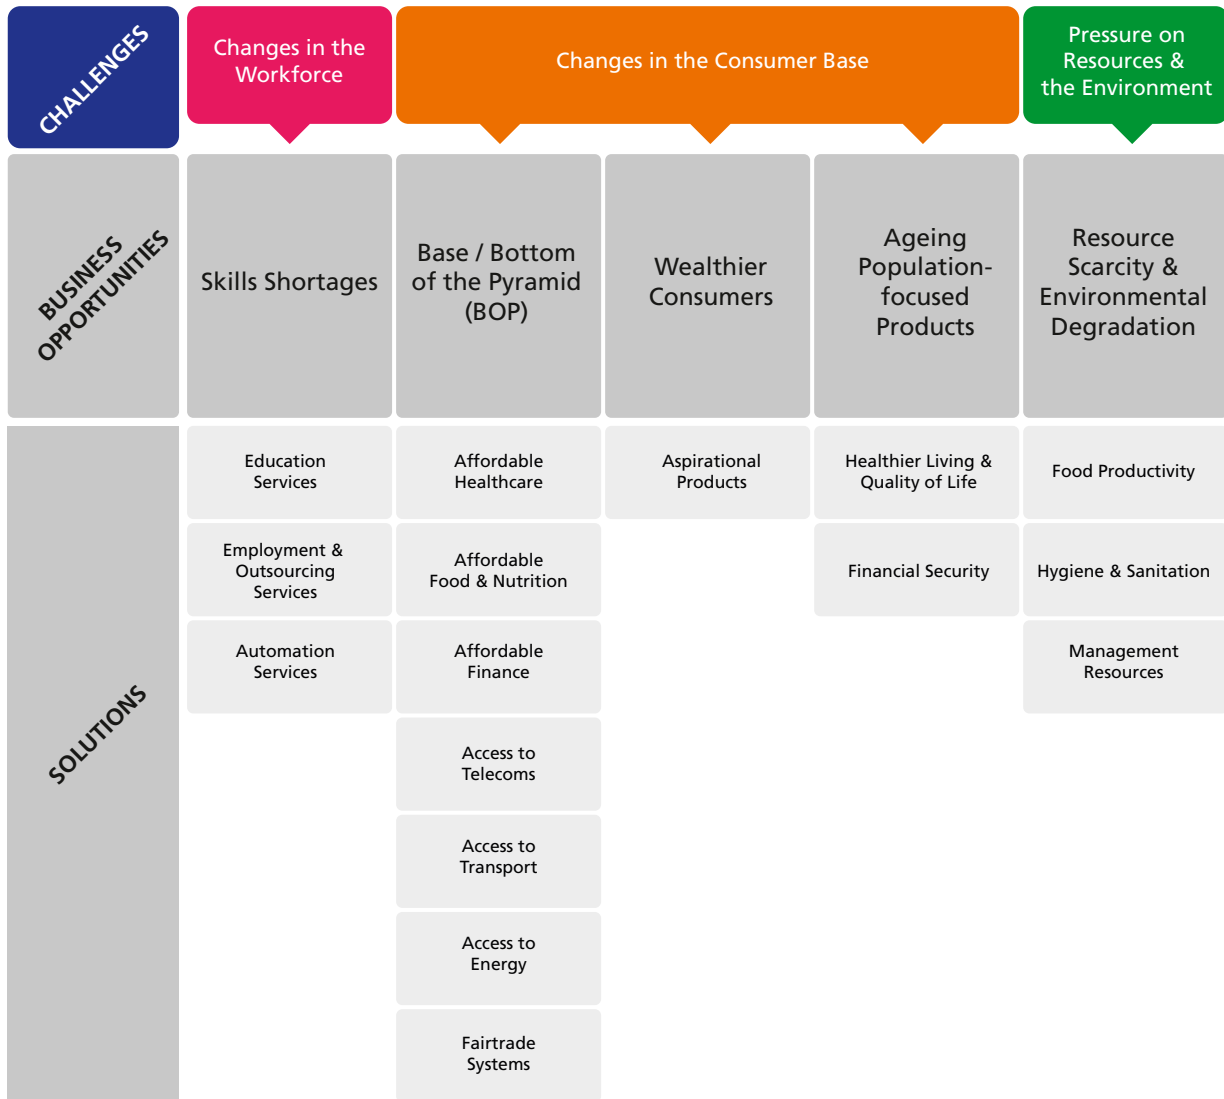 CHALLENGES
Changes in the
Workforce
Changes in the Consumer Base
Pressure on
Resources &
the Environment
BUSINESS
OPPORTUNITIES
Skills Shortages
Base / Bottom
of the Pyramid
(BOP)
Wealthier
Consumers
Ageing
Population-
focused
Products
Resource
Scarcity &
Environmental
Degradation
SOLUTIONS
Education
Services
Affordable
Healthcare
Aspirational
Products
Healthier Living &
Quality of Life
Food Productivity
Employment &
Outsourcing
Services
Affordable
Food & Nutrition
Financial Security
Hygiene & Sanitation
Automation
Services
Affordable
Finance
Management
Resources
Access to
Telecoms
Access to
Transport
Access to
Energy
Fairtrade
Systems